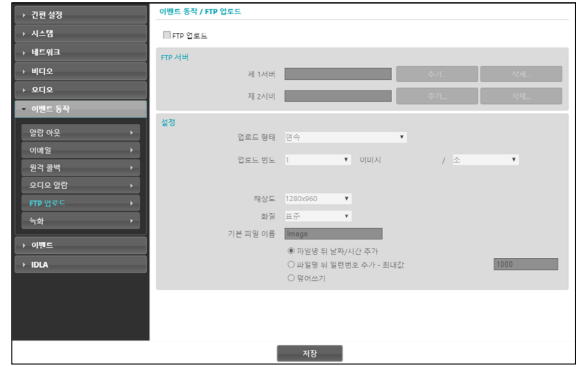 간편 설정
시스템
네트워크
비디오
오디오
이벤트 동작
알람 아웃
이메일
원격 콜백
오디오 알람
FTP 업로드
녹화
이벤트
IDLA
이벤트 동작 / FTP 업로드
FTP 업로드
FTP 서버
제 1서버 추가... 삭제...
제 2서버 추가... 삭제...
설정
업로드 형태 연속
업로드 빈도 1 이미지 / 초
해상도 1280x960
화질 표준
기본 파일 이름 image
파일명 뒤 날짜/시간 추가
파일명 뒤 일련번호 추가 - 최대값 1000
덮어쓰기
저장